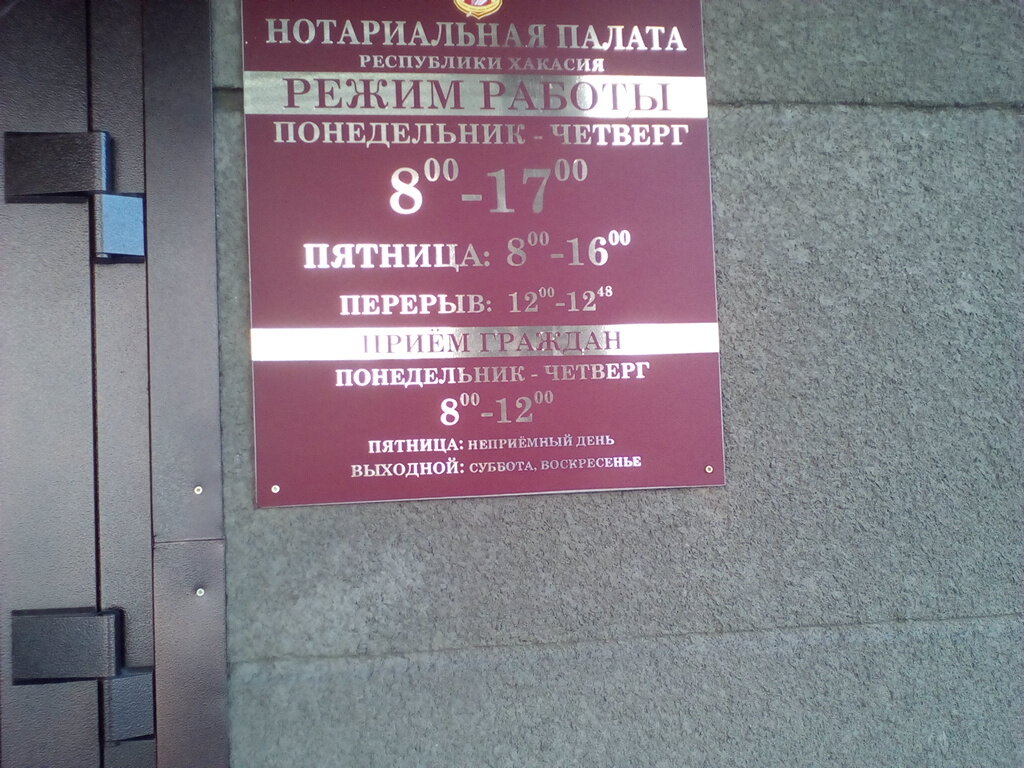 НОТАРИАЛЬНАЯ ПАЛАТА
РЕСПУБЛИКИ ХАКАСИЯ
РЕЖИМ РАБОТЫ
ПОНЕДЕЛЬНИК - ЧЕТВЕРГ
8⁰⁰-17⁰⁰
ПЯТНИЦА: 8⁰⁰-16⁰⁰
ПЕРЕРЫВ: 12⁰⁰-12⁴⁸
ПРИЁМ ГРАЖДАН
ПОНЕДЕЛЬНИК - ЧЕТВЕРГ
8⁰⁰-12⁰⁰
ПЯТНИЦА: НЕПРИЁМНЫЙ ДЕНЬ
ВЫХОДНОЙ: СУББОТА, ВОСКРЕСЕНЬЕ